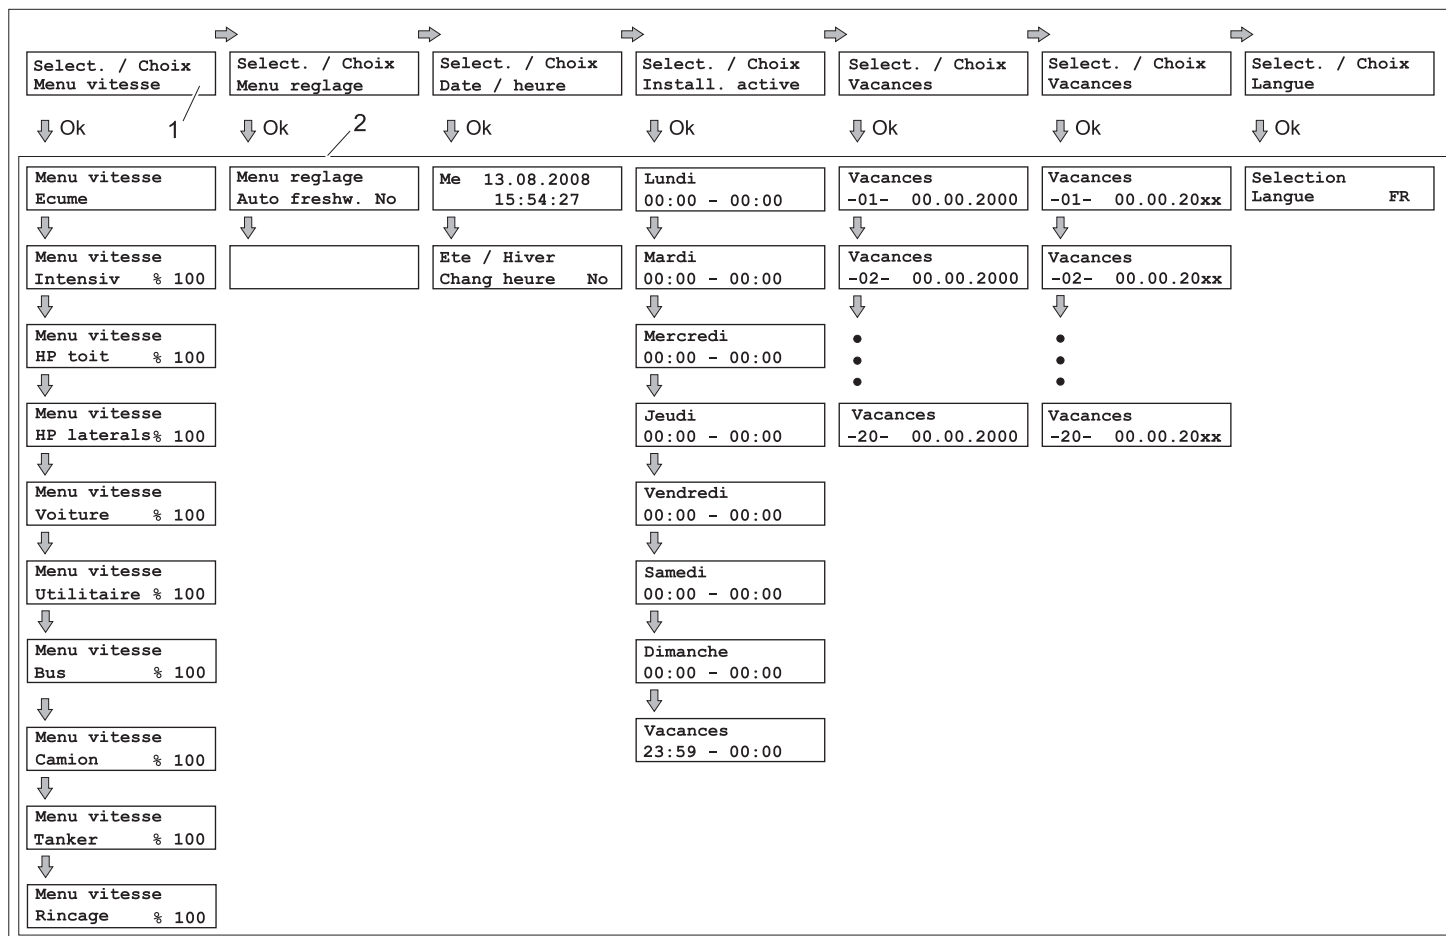 Select. / Choix
Menu vitesse
Select. / Choix
Menu reglage
Select. / Choix
Date / heure
Select. / Choix
Install. active
Select. / Choix
Vacances
Select. / Choix
Vacances
Select. / Choix
Langue
Ok
1
Ok
2
Ok
Ok
Ok
Ok
Ok
Menu vitesse
Ecume
Menu vitesse
Intensiv % 100
Menu vitesse
HP toit % 100
Menu vitesse
HP laterals% 100
Menu vitesse
Voiture % 100
Menu vitesse
Utilitaire % 100
Menu vitesse
Bus % 100
Menu vitesse
Camion % 100
Menu vitesse
Tanker % 100
Menu vitesse
Rincage % 100
Menu reglage
Auto freshw. No
Me 13.08.2008
15:54:27
Ete / Hiver
Chang heure No
Lundi
00:00 - 00:00
Mardi
00:00 - 00:00
Mercredi
00:00 - 00:00
Jeudi
00:00 - 00:00
Vendredi
00:00 - 00:00
Samedi
00:00 - 00:00
Dimanche
00:00 - 00:00
Vacances
23:59 - 00:00
Vacances
-01- 00.00.2000
Vacances
-02- 00.00.2000
Vacances
-20- 00.00.2000
Vacances
-01- 00.00.20xx
Vacances
-02- 00.00.20xx
Vacances
-20- 00.00.20xx
Selection
Langue FR